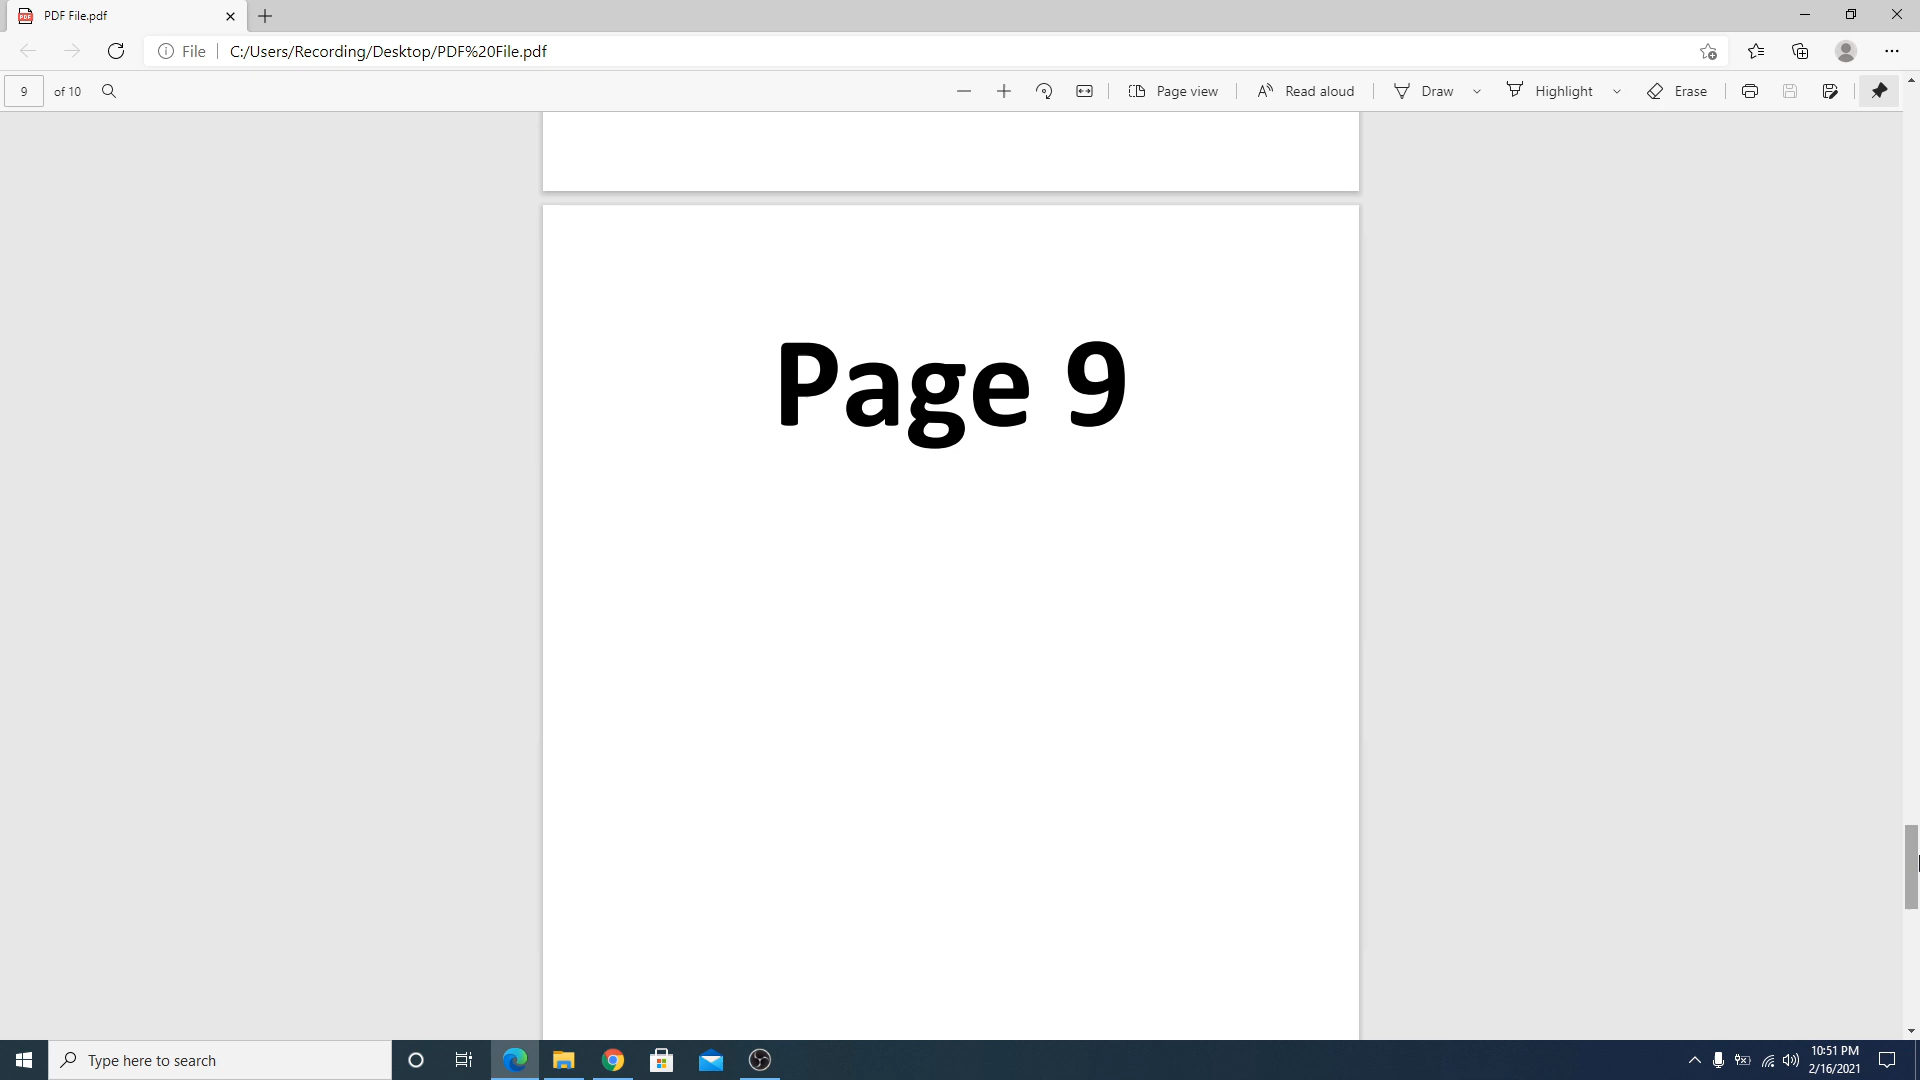 PDF File.pdf
File
C:/Users/Recording/Desktop/PDF%20File.pdf
9 of 10
Page view
Read aloud
Draw
Highlight
Erase
Page 9
Type here to search
10:51 PM
2/16/2021